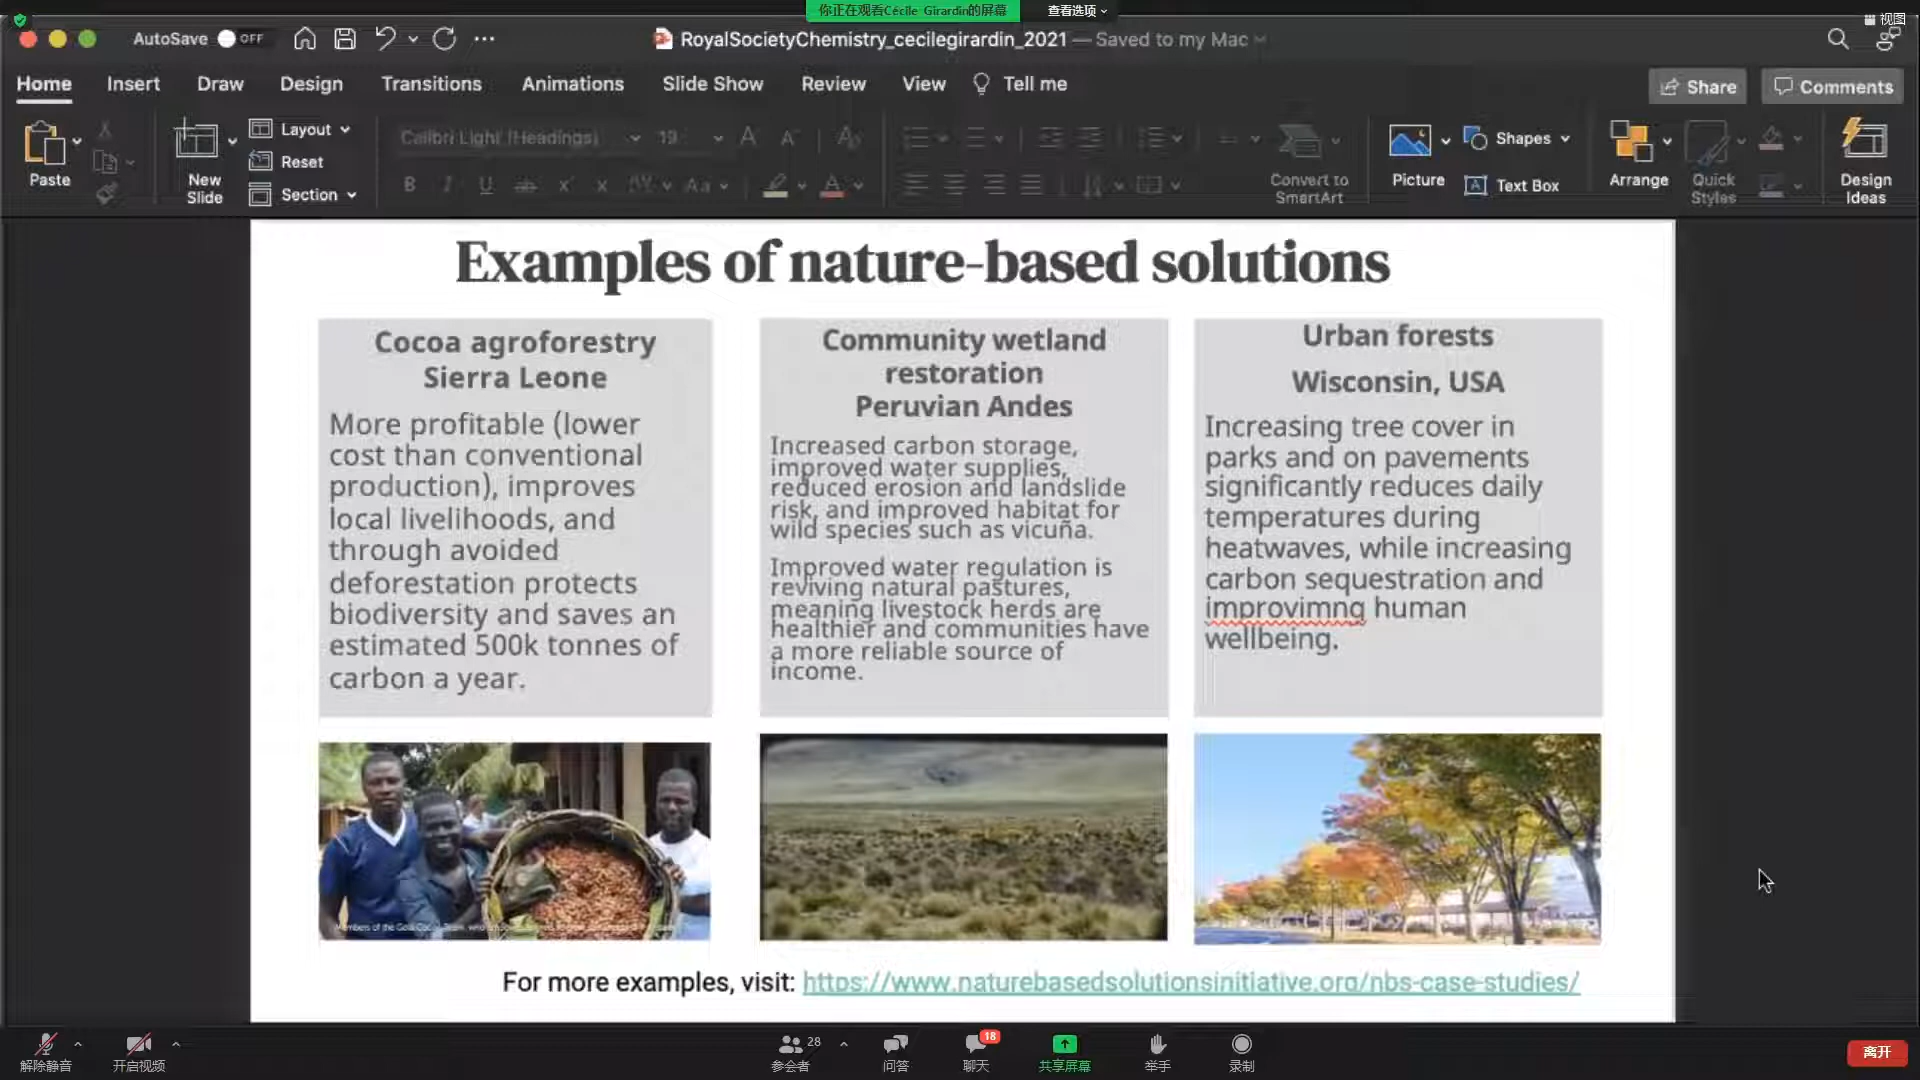 你正在观看Cécile Girardin的屏幕
查看选项
视图
AutoSave
OFF
RoyalSocietyChemistry_cecilegirardin_2021 — Saved to my Mac
Home
Insert
Draw
Design
Transitions
Animations
Slide Show
Review
View
Tell me
Share
Comments
Paste
New
Slide
Layout
Reset
Section
Calibri Light (Headings)
19
Convert to
SmartArt
Picture
Shapes
Text Box
Arrange
Quick
Styles
Design
Ideas
Examples of nature-based solutions
Cocoa agroforestry
Sierra Leone
More profitable (lower
cost than conventional
production), improves
local livelihoods, and
through avoided
deforestation protects
biodiversity and saves an
estimated 500k tonnes of
carbon a year.
Community wetland
restoration
Peruvian Andes
Increased carbon storage,
improved water supplies,
reduced erosion and landslide
risk, and improved habitat for
wild species such as vicuña.
Improved water regulation is
reviving natural pastures,
meaning livestock herds are
healthier and communities have
a more reliable source of
income.
Urban forests
Wisconsin, USA
Increasing tree cover in
parks and on pavements
significantly reduces daily
temperatures during
heatwaves, while increasing
carbon sequestration and
improvimng human
wellbeing.
Members of the Gola
For more examples, visit: https://www.naturebasedsolutionsinitiative.org/nbs-case-studies/
解除静音
开启视频
28
参会者
问答
18
聊天
共享屏幕
举手
录制
离开